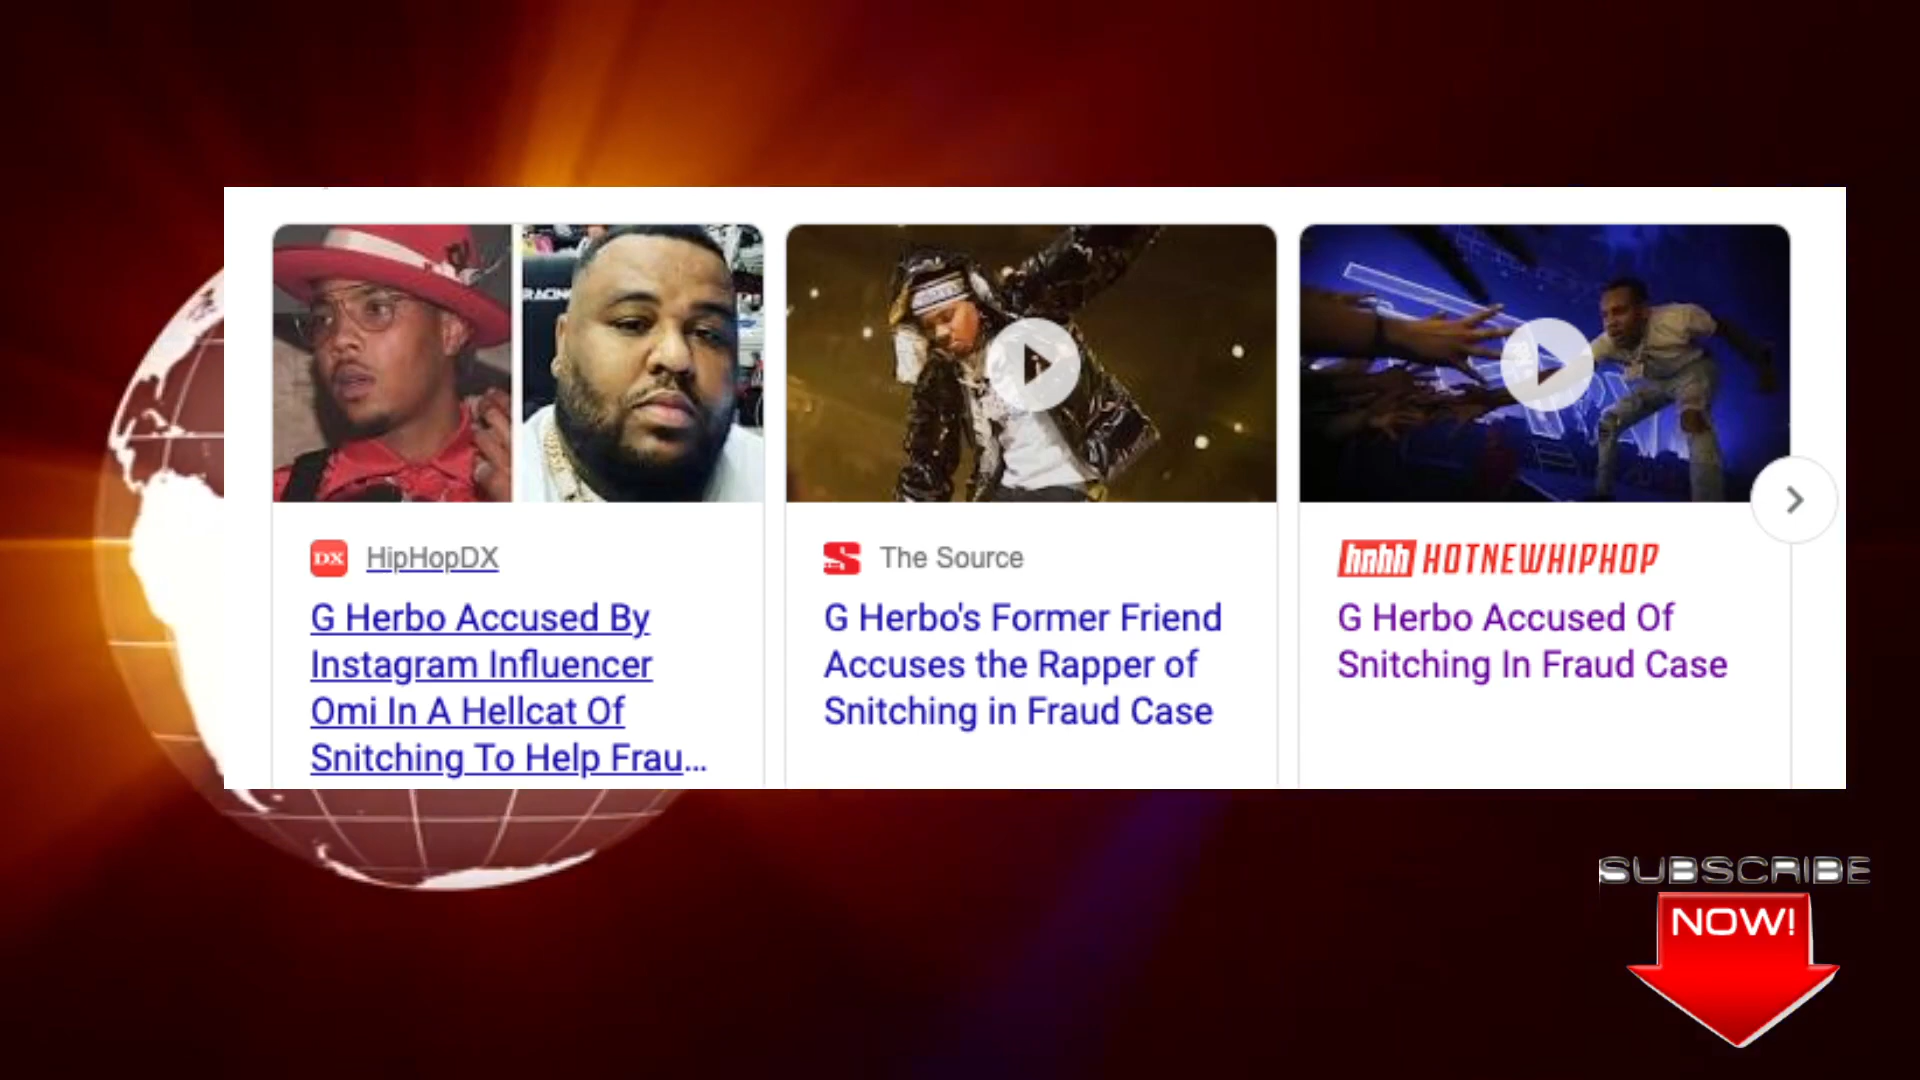 RACING
DX HipHopDX
G Herbo Accused By
Instagram Influencer
Omi In A Hellcat Of
Snitching To Help Frau...
S The Source
G Herbo's Former Friend
Accuses the Rapper of
Snitching in Fraud Case
hnhh HOTNEWHIPHOP
G Herbo Accused Of
Snitching In Fraud Case
SUBSCRIBE
NOW!